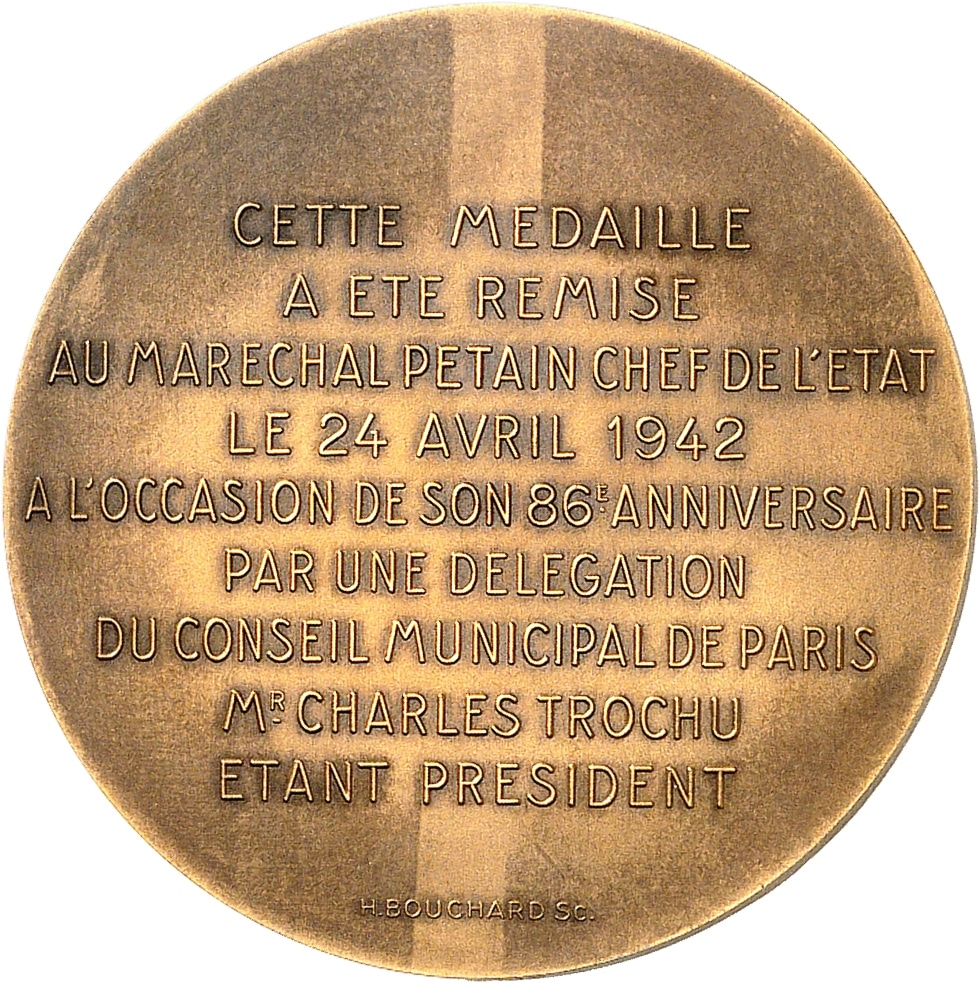 CETTE MEDAILLE
A ETE REMISE
AU MARECHAL PETAIN CHEF DE L'ETAT
LE 24 AVRIL 1942
A L'OCCASION DE SON 86E. ANNIVERSAIRE
PAR UNE DELEGATION
DU CONSEIL MUNICIPAL DE PARIS
MR. CHARLES TROCHU
ETANT PRESIDENT
H.BOUCHARD Sc.